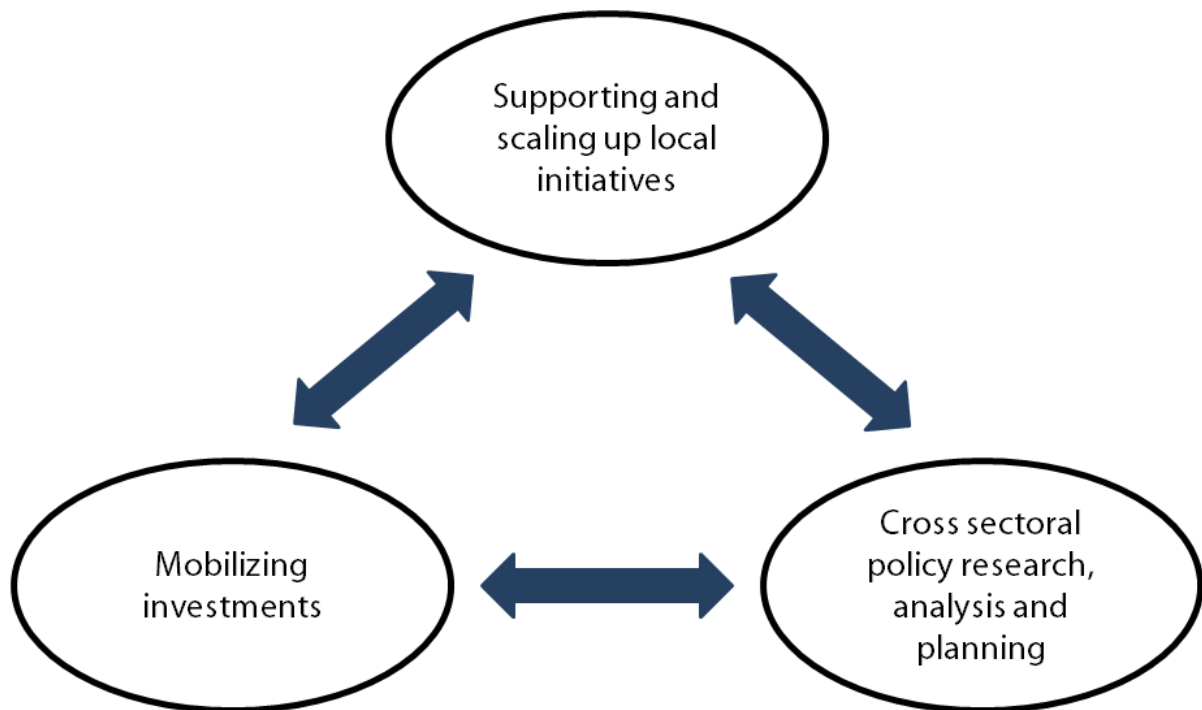 Supporting and
scaling up local
initiatives
Mobilizing
investments
Cross sectoral
policy research,
analysis and
planning